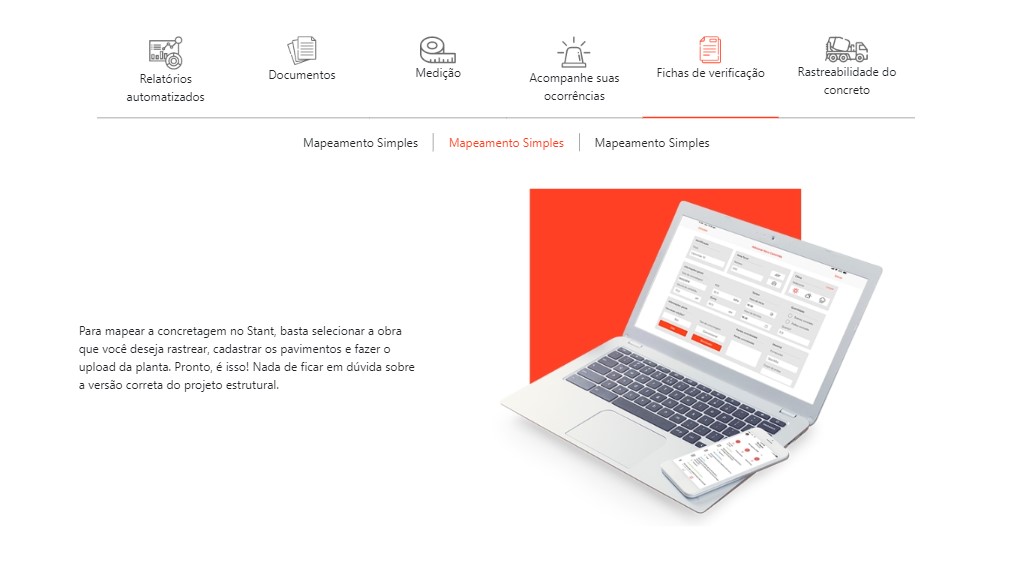 Relatórios
automatizados
Documentos
Medição
Acompanhe suas
ocorrências
Fichas de verificação
Rastreabilidade do
concreto
Mapeamento Simples
Mapeamento Simples
Mapeamento Simples
Para mapear a concretagem no Stant, basta selecionar a obra
que você deseja rastrear, cadastrar os pavimentos e fazer o
upload da planta. Pronto, é isso! Nada de ficar em dúvida sobre
a versão correta do projeto estrutural.